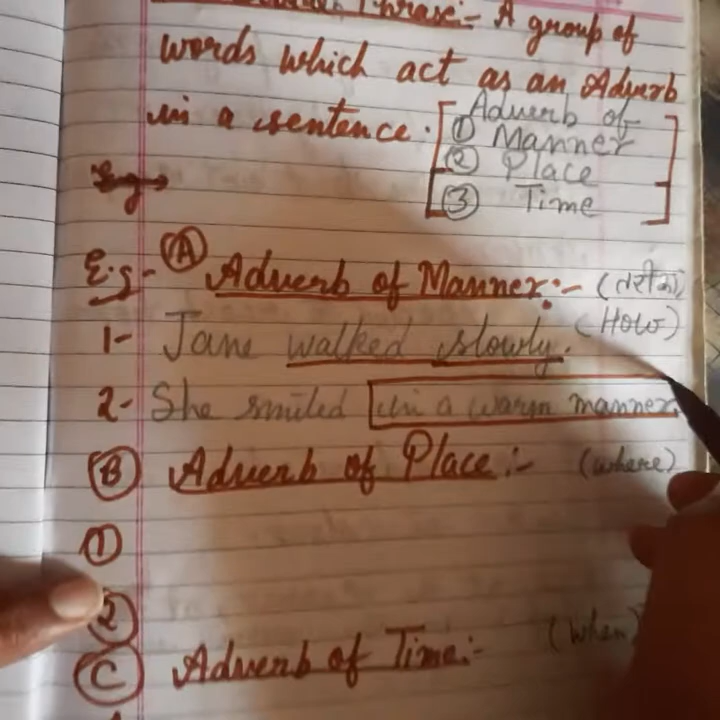 Phrase:- A group of
words which act as an Adverb
in a sentence. [Adverb of
① Manner
② Place
③ Time]
E.g- Ⓐ Adverb of Manner:- (तरीका)
1- Jane walked slowly. (How)
2- She smiled in a warm manner.
Ⓑ Adverb of Place:- (where)
①
②
Ⓒ Adverb of Time:- (when)